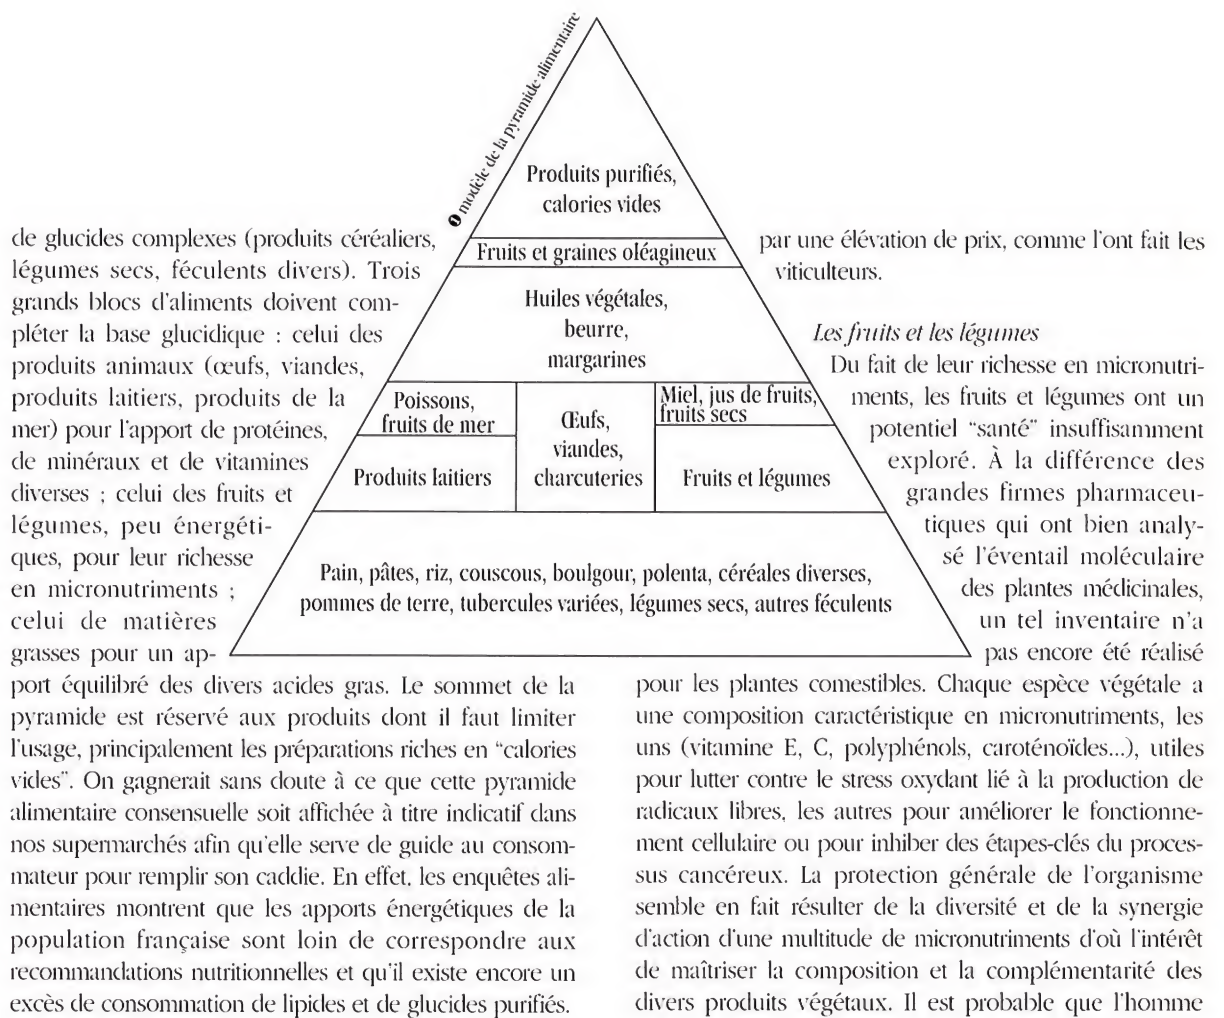 ❶ modèle de la pyramide alimentaire
Produits purifiés,
calories vides
Fruits et graines oléagineux
Huiles végétales,
beurre,
margarines
Poissons,
fruits de mer
Produits laitiers
Œufs,
viandes,
charcuteries
Miel, jus de fruits,
fruits secs
Fruits et légumes
Pain, pâtes, riz, couscous, boulgour, polenta, céréales diverses,
pommes de terre, tubercules variées, légumes secs, autres féculents
de glucides complexes (produits céréaliers,
légumes secs, féculents divers). Trois
grands blocs d'aliments doivent com-
pléter la base glucidique : celui des
produits animaux (œufs, viandes,
produits laitiers, produits de la
mer) pour l'apport de protéines,
de minéraux et de vitamines
diverses ; celui des fruits et
légumes, peu énergéti-
ques, pour leur richesse
en micronutriments ;
celui de matières
grasses pour un ap-
port équilibré des divers acides gras. Le sommet de la
pyramide est réservé aux produits dont il faut limiter
l'usage, principalement les préparations riches en "calories
vides". On gagnerait sans doute à ce que cette pyramide
alimentaire consensuelle soit affichée à titre indicatif dans
nos supermarchés afin qu'elle serve de guide au consom-
mateur pour remplir son caddie. En effet, les enquêtes ali-
mentaires montrent que les apports énergétiques de la
population française sont loin de correspondre aux
recommandations nutritionnelles et qu'il existe encore un
excès de consommation de lipides et de glucides purifiés.
par une élévation de prix, comme l'ont fait les
viticulteurs.
Les fruits et les légumes
Du fait de leur richesse en micronutri-
ments, les fruits et légumes ont un
potentiel "santé" insuffisamment
exploré. À la différence des
grandes firmes pharmaceu-
tiques qui ont bien analy-
sé l'éventail moléculaire
des plantes médicinales,
un tel inventaire n'a
pas encore été réalisé
pour les plantes comestibles. Chaque espèce végétale a
une composition caractéristique en micronutriments, les
uns (vitamine E, C, polyphénols, caroténoïdes...), utiles
pour lutter contre le stress oxydant lié à la production de
radicaux libres, les autres pour améliorer le fonctionne-
ment cellulaire ou pour inhiber des étapes-clés du proces-
sus cancéreux. La protection générale de l'organisme
semble en fait résulter de la diversité et de la synergie
d'action d'une multitude de micronutriments d'où l'intérêt
de maîtriser la composition et la complémentarité des
divers produits végétaux. Il est probable que l'homme